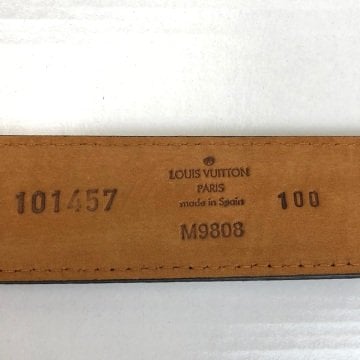 101457
LOUIS VUITTON
PARIS
made in Spain
M9808
100